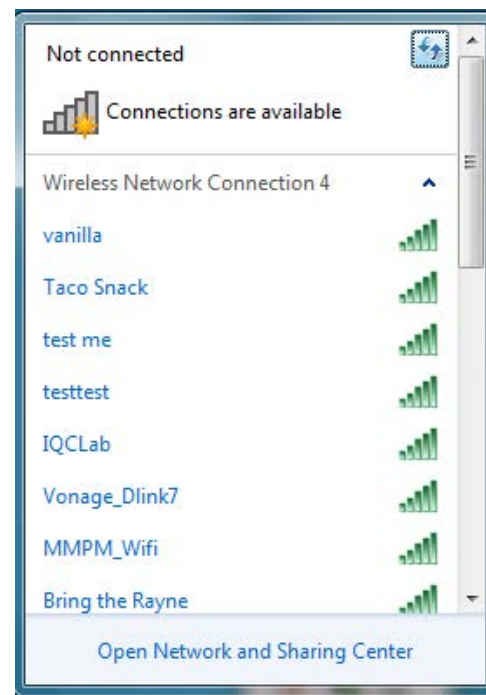 Not connected
Connections are available
Wireless Network Connection 4
vanilla
Taco Snack
test me
testtest
IQCLab
Vonage_Dlink7
MMPM_Wifi
Bring the Rayne
Open Network and Sharing Center